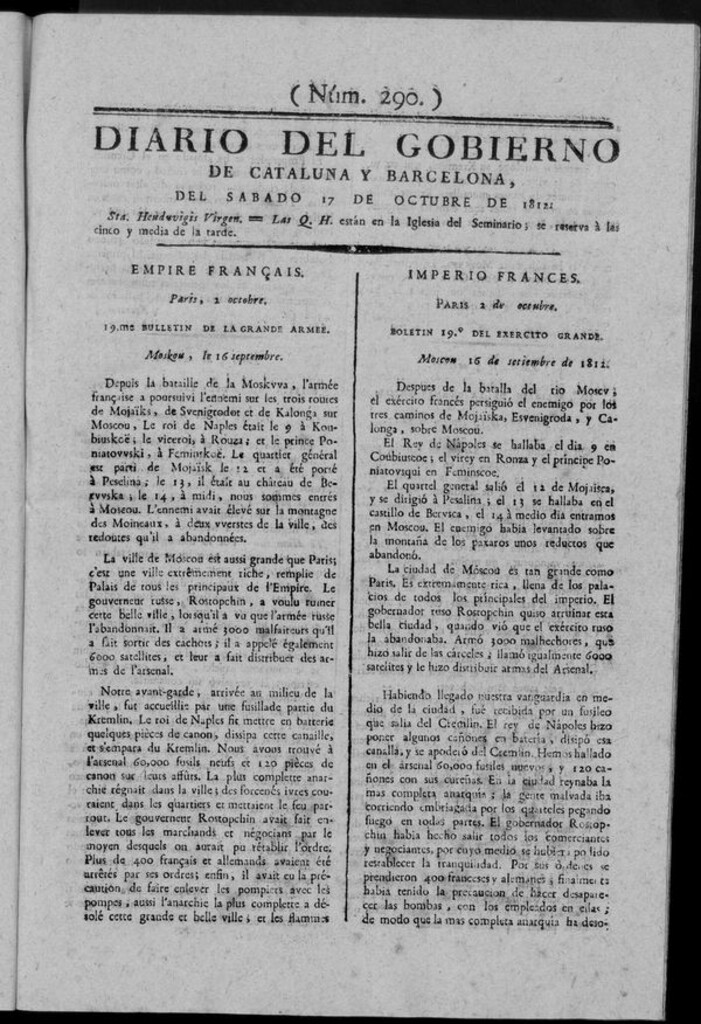 ( Núm. 290. )
DIARIO DEL GOBIERNO
DE CATALUNA Y BARCELONA,
DEL SABADO 17 DE OCTUBRE DE 1812.
Sta. Heduvigis Virgen. = Las Q. H. están en la Iglesia del Seminario; se reserva à las
cinco y media de la tarde.
EMPIRE FRANÇAIS.
Paris, 2 octobre.
19.me BULLETIN DE LA GRANDE ARMÉE.
Moskou, le 16 septembre.
Depuis la bataille de la Moskvva, l'armée
française a poursuivi l'ennemi sur les trois routes
de Mojaïks, de Svenigrodot et de Kalonga sur
Moscou, Le roi de Naples était le 9 à Kou-
biuskcë; le viceroi, à Rouza; et le prince Po-
niatovvski, à Feminskoë. Le quartier général
est parti de Mojaïsk le 12 et a été porté
à Peselina; le 13, il était au château de Be-
rvvska; le 14, à midi, nous sommes entrés
à Moscou. L'ennemi avait élevé sur la montagne
des Moineaux, à deux vverstes de la ville, des
redoutes qu'il a abandonnées.
La ville de Moscou est aussi grande que Paris;
c'est une ville extrêmement riche, remplie de
Palais de tous les principaux de l'Empire. Le
gouverneur russe, Rostopchin, a voulu ruiner
cette belle ville, lorsqu'il a vu que l'armée russe
l'abandonnait. Il a armé 3000 malfaiteurs qu'il
a fait sortir des cachots; il a appelé également
6000 satellites, et leur a fait distribuer des ar-
mes de l'arsenal.
Notre avant-garde, arrivée au milieu de la
ville, fut accueillie par une fusillade partie du
Kremlin. Le roi de Naples fit mettre en batterie
quelques pièces de canon, dissipa cette canaille,
et s'empara du Kremlin. Nous avons trouvé à
l'arsenal 60,000 fusils neufs et 120 pièces de
canon sur leurs affûts. La plus complette anar-
chie régnait dans la ville; des forcenés ivres cou-
raient dans les quartiers et mettaient le feu par-
tout. Le gouverneur Rostopchin avait fait en-
lever tous les marchands et négocians par le
moyen desquels on aurait pu rétablir l'ordre.
Plus de 400 français et allemands avaient été
arrêtés par ses ordres; enfin, il avait eu la pré-
caution de faire enlever les pompiers avec les
pompes, aussi l'anarchie la plus complette a dé-
solé cette grande et belle ville; et les flammes
IMPERIO FRANCES.
PARIS 2 de octubre.
BOLETIN 19.º DEL EXERCITO GRANDE.
Moscou 16 de setiembre de 1812.
Despues de la batalla del rio Moscv;
el exército francés persiguió el enemigo por los
tres caminos de Mojaïska, Esvenigroda, y Ca-
longa, sobre Moscou.
El Rey de Nápoles se hallaba el dia 9 en
Coubiuscoe; el virey en Ronza y el príncipe Po-
niatoviqui en Feminscoe.
El quartel general salió el 12 de Mojaisca,
y se dirigió à Pesalina; el 13 se hallaba en el
castillo de Bervsca, el 14 à medio dia entramos
en Moscou. El enemigo habia levantado sobre
la montaña de los páxaros unos reductos que
abandonó.
La ciudad de Móscou es tan grande como
Paris. Es extremamente rica, llena de los pala-
cios de todos los principales del imperio. El
gobernador ruso Rostopchin quiso arruinar esta
bella ciudad, quando vió que el exército ruso
la abandonaba. Armó 3000 malhechores, que
hizo salir de las cárceles; llamó igualmente 6000
satelites y le hizo distribuir armas del Arsenal.
Habiendo llegado nuestra vanguardia en me-
dio de la ciudad, fué recibida por un fusileo
que salia del Cremlin. El rey de Nápoles hizo
poner algunos cañones en bateria, disipó esa
canalla, y se apoderó del Cremlin. Hemos hallado
en el arsenal 60,000 fusiles nuevos, y 120 ca-
ñones con sus cureñas. En la ciudad reynaba la
mas completa anarquía; la gente malvada iba
corriendo embriagada por los quarteles pegando
fuego en todas partes. El gobernador Rostop-
chin habia hecho salir todos los comerciantes
y negociantes, por cuyo medio se hubiera podido
restablecer la tranquilidad. Por sus ordenes se
prendieron 400 franceses y alemanes; finalmente
habia tenido la precaucion de hacer desapare-
cer las bombas, con los empleados en ellas;
de modo que la mas completa anarquía ha deso-